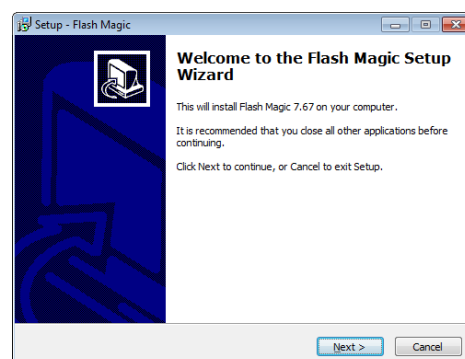 Setup - Flash Magic
Welcome to the Flash Magic Setup
Wizard
This will install Flash Magic 7.67 on your computer.
It is recommended that you close all other applications before
continuing.
Click Next to continue, or Cancel to exit Setup.
Next >
Cancel